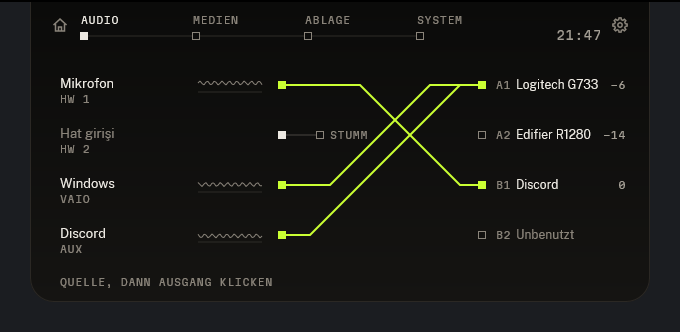 AUDIO MEDIEN ABLAGE SYSTEM
21:47
Mikrofon A1 Logitech G733 −6
HW 1
Hat girişi STUMM A2 Edifier R1280 −14
HW 2
Windows B1 Discord 0
VAIO
Discord B2 Unbenutzt
AUX
QUELLE, DANN AUSGANG KLICKEN